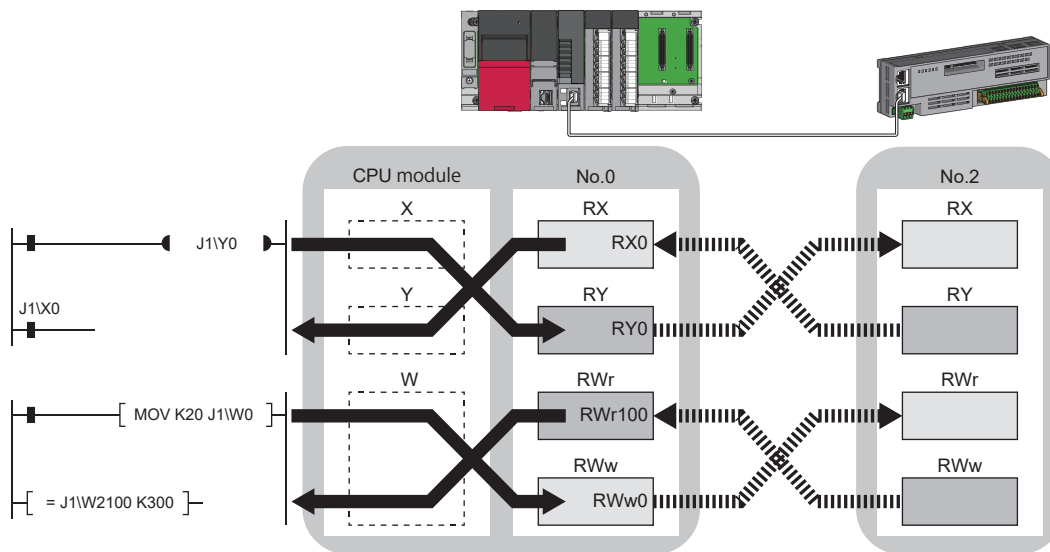 CPU module
No.0
No.2
X
RX
RX
J1\Y0
RX0
J1\X0
Y
RY
RY
RY0
W
RWr
RWr
MOV K20 J1\W0
RWr100
RWw
RWw
= J1\W2100 K300
RWw0